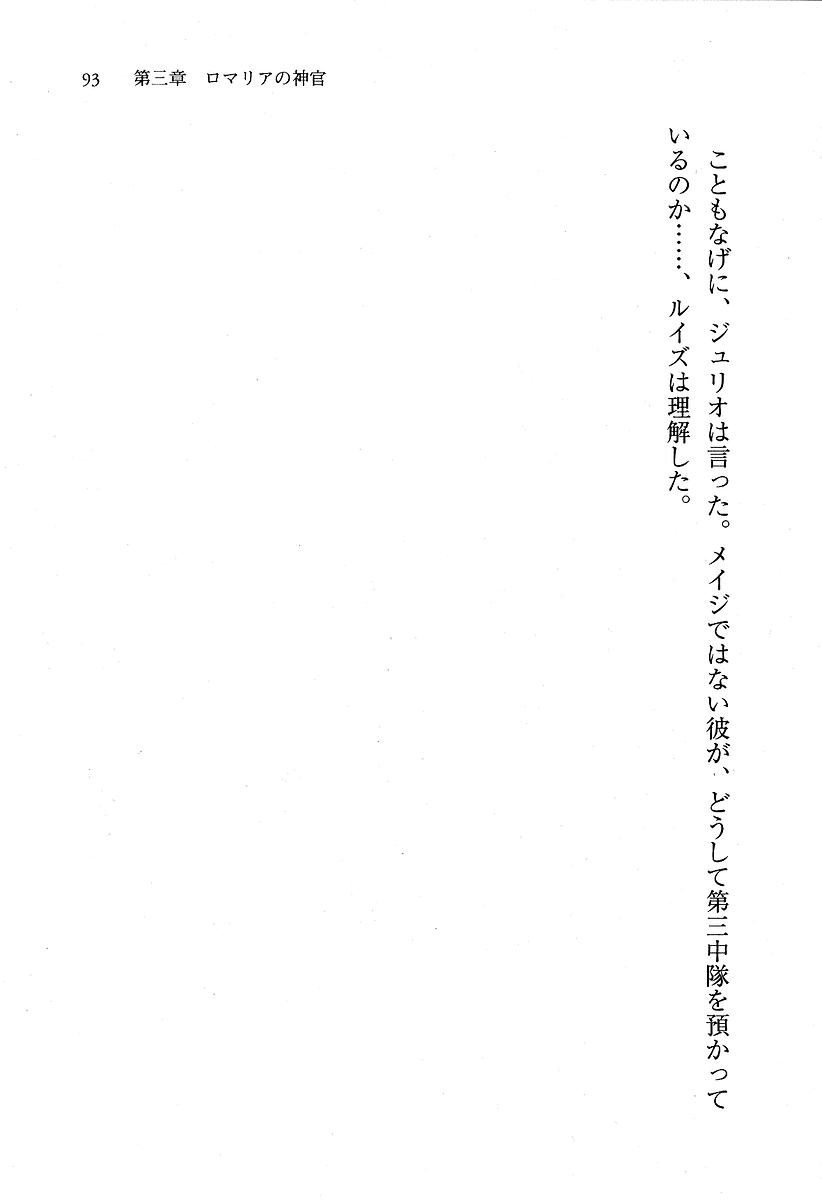 93　第三章　ロマリアの神官
　こともなげに、ジュリオは言った。メイジではない彼が、どうして第三中隊を預かって
いるのか……、ルイズは理解した。